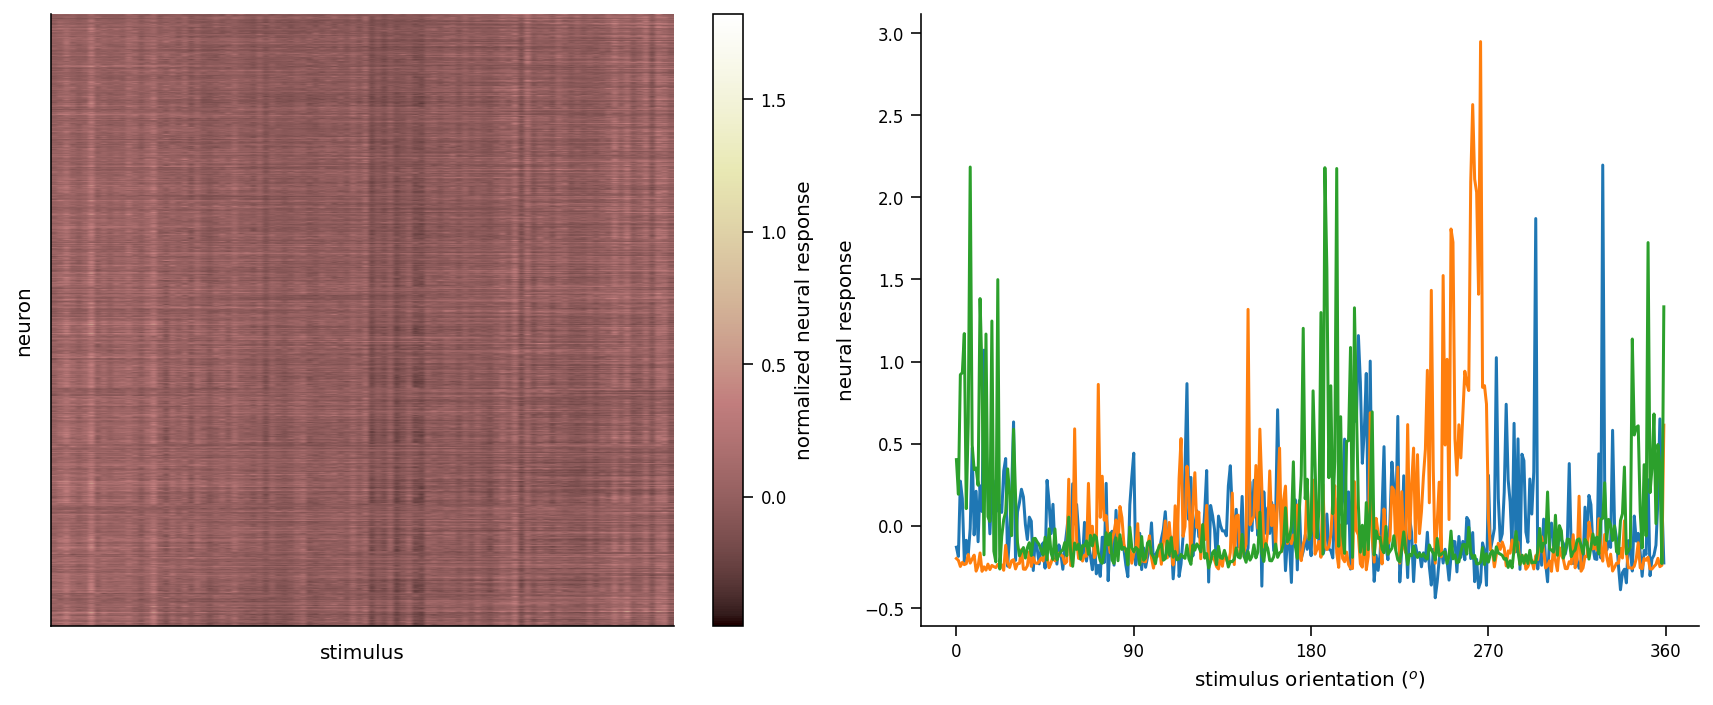 neuron
stimulus
1.5
1.0
0.5
0.0
normalized neural response
neural response
3.0
2.5
2.0
1.5
1.0
0.5
0.0
−0.5
0 90 180 270 360
stimulus orientation (o)